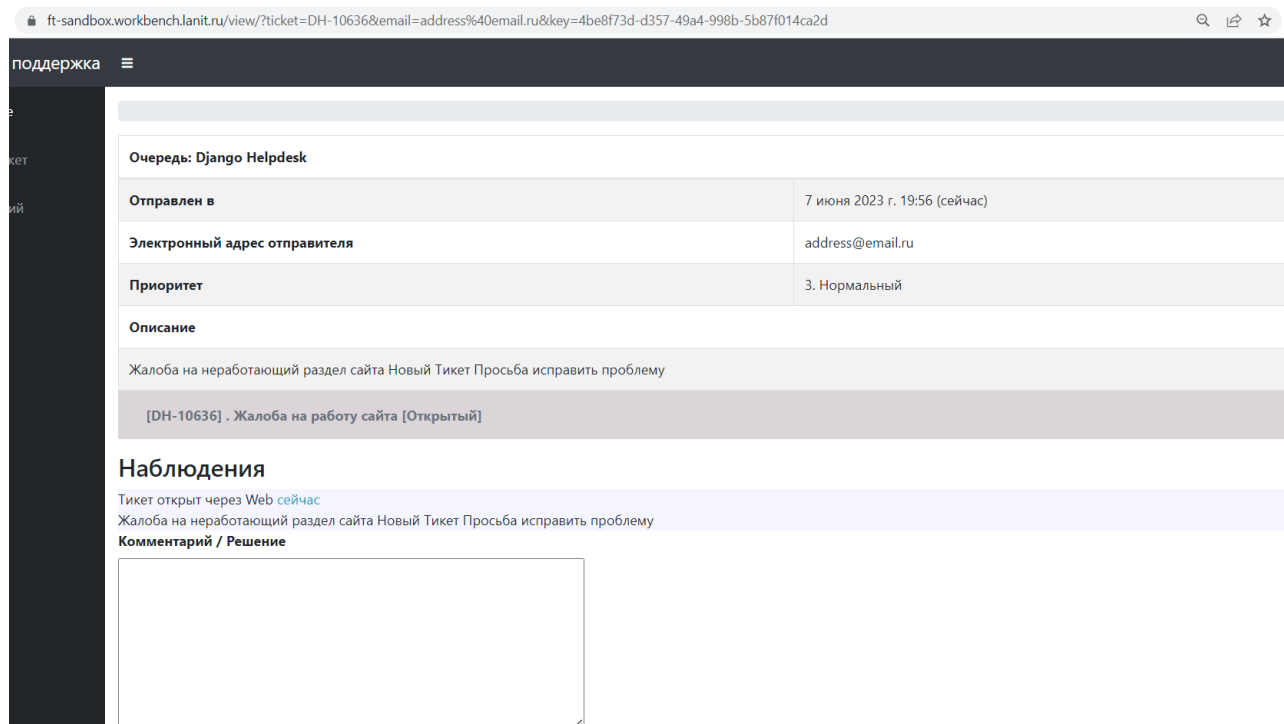 ft-sandbox.workbench.lanit.ru/view/?ticket=DH-10636&email=address%40email.ru&key=4be8f73d-d357-49a4-998b-5b87f014ca2d
поддержка
е
кет
ий
Очередь: Django Helpdesk
Отправлен в 7 июня 2023 г. 19:56 (сейчас)
Электронный адрес отправителя address@email.ru
Приоритет 3. Нормальный
Описание
Жалоба на неработающий раздел сайта Новый Тикет Просьба исправить проблему
[DH-10636] . Жалоба на работу сайта [Открытый]
Наблюдения
Тикет открыт через Web сейчас
Жалоба на неработающий раздел сайта Новый Тикет Просьба исправить проблему
Комментарий / Решение